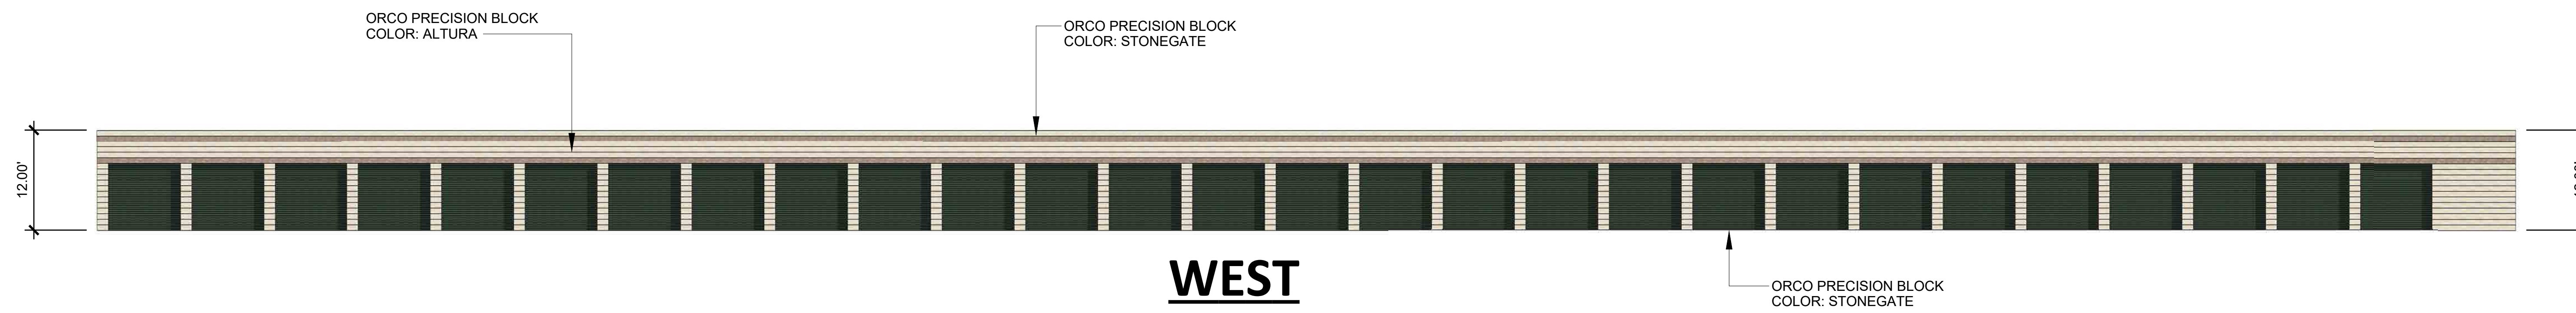 ORCO PRECISION BLOCK
COLOR: ALTURA
ORCO PRECISION BLOCK
COLOR: STONEGATE
12.00'
WEST
ORCO PRECISION BLOCK
COLOR: STONEGATE